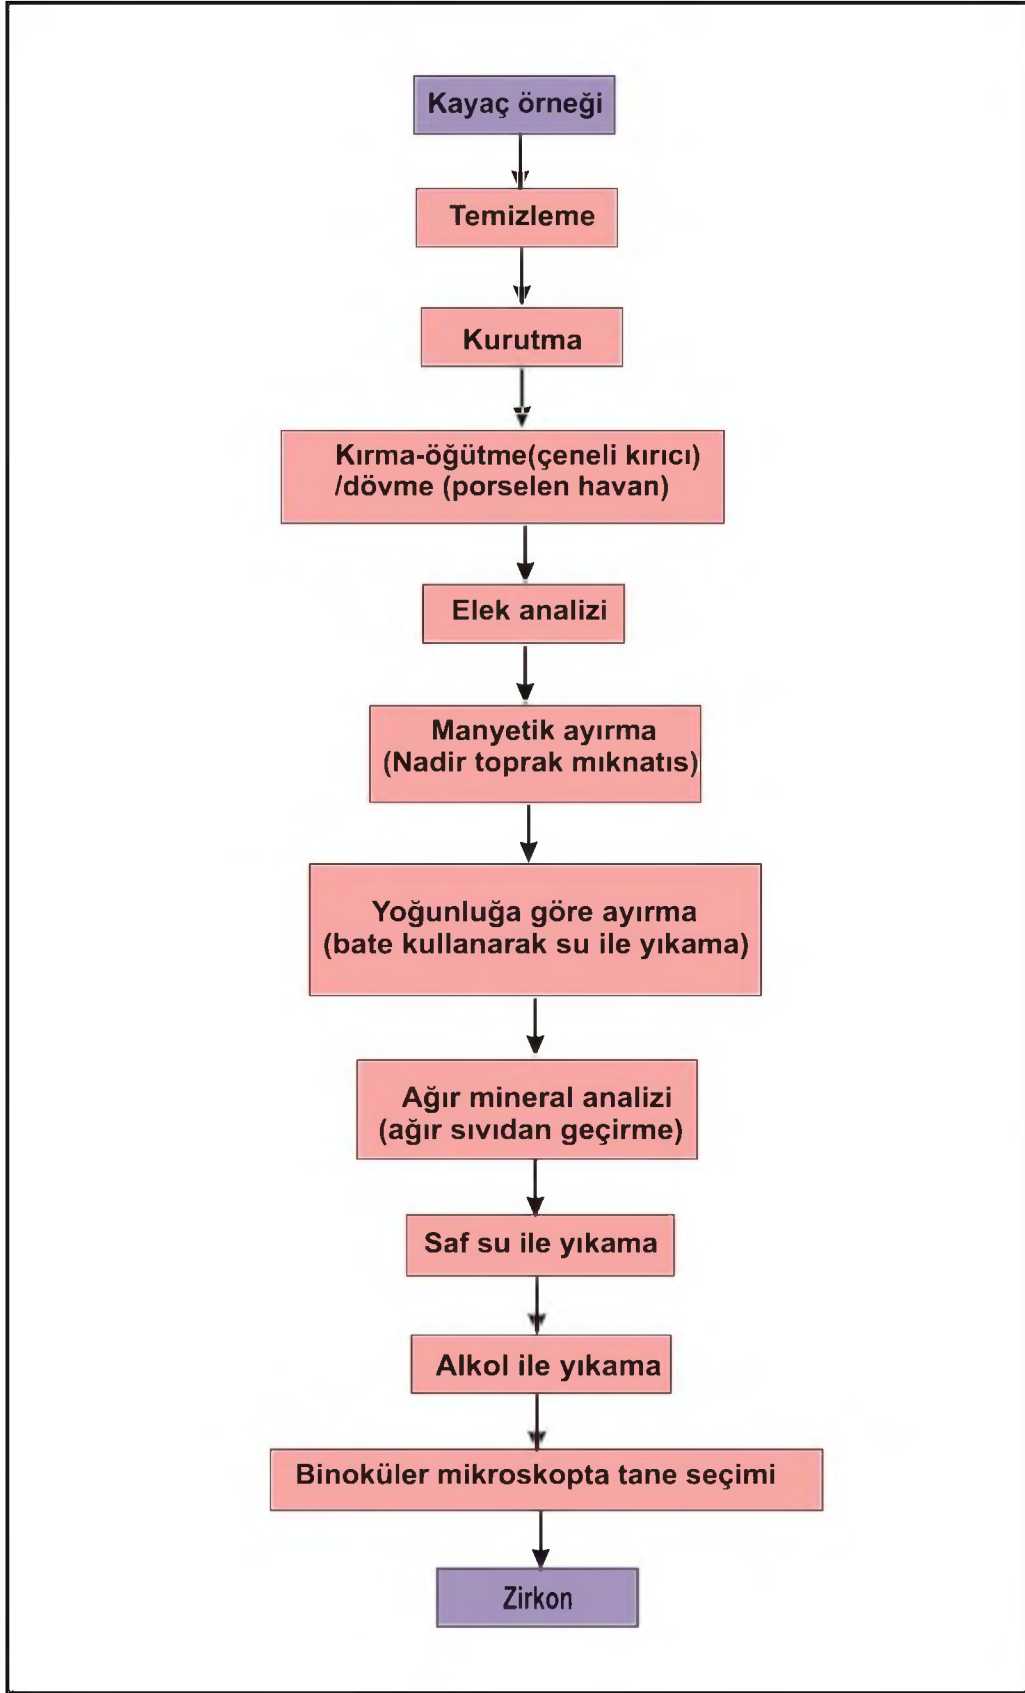 Kayaç örneği
Temizleme
Kurutma
Kırma-öğütme(çeneli kırıcı)
/dövme (porselen havan)
Elek analizi
Manyetik ayırma
(Nadir toprak mıknatıs)
Yoğunluğa göre ayırma
(bate kullanarak su ile yıkama)
Ağır mineral analizi
(ağır sıvıdan geçirme)
Saf su ile yıkama
Alkol ile yıkama
Binoküler mikroskopta tane seçimi
Zirkon